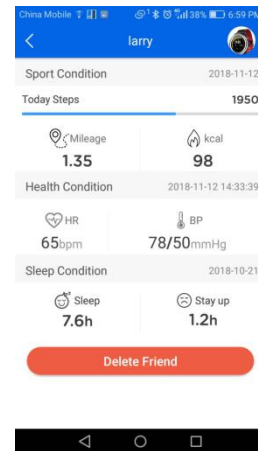 China Mobile 38% 6:59 PM
larry
Sport Condition 2018-11-12
Today Steps 1950
Mileage kcal
1.35 98
Health Condition 2018-11-12 14:33:39
HR BP
65bpm 78/50mmHg
Sleep Condition 2018-10-21
Sleep Stay up
7.6h 1.2h
Delete Friend